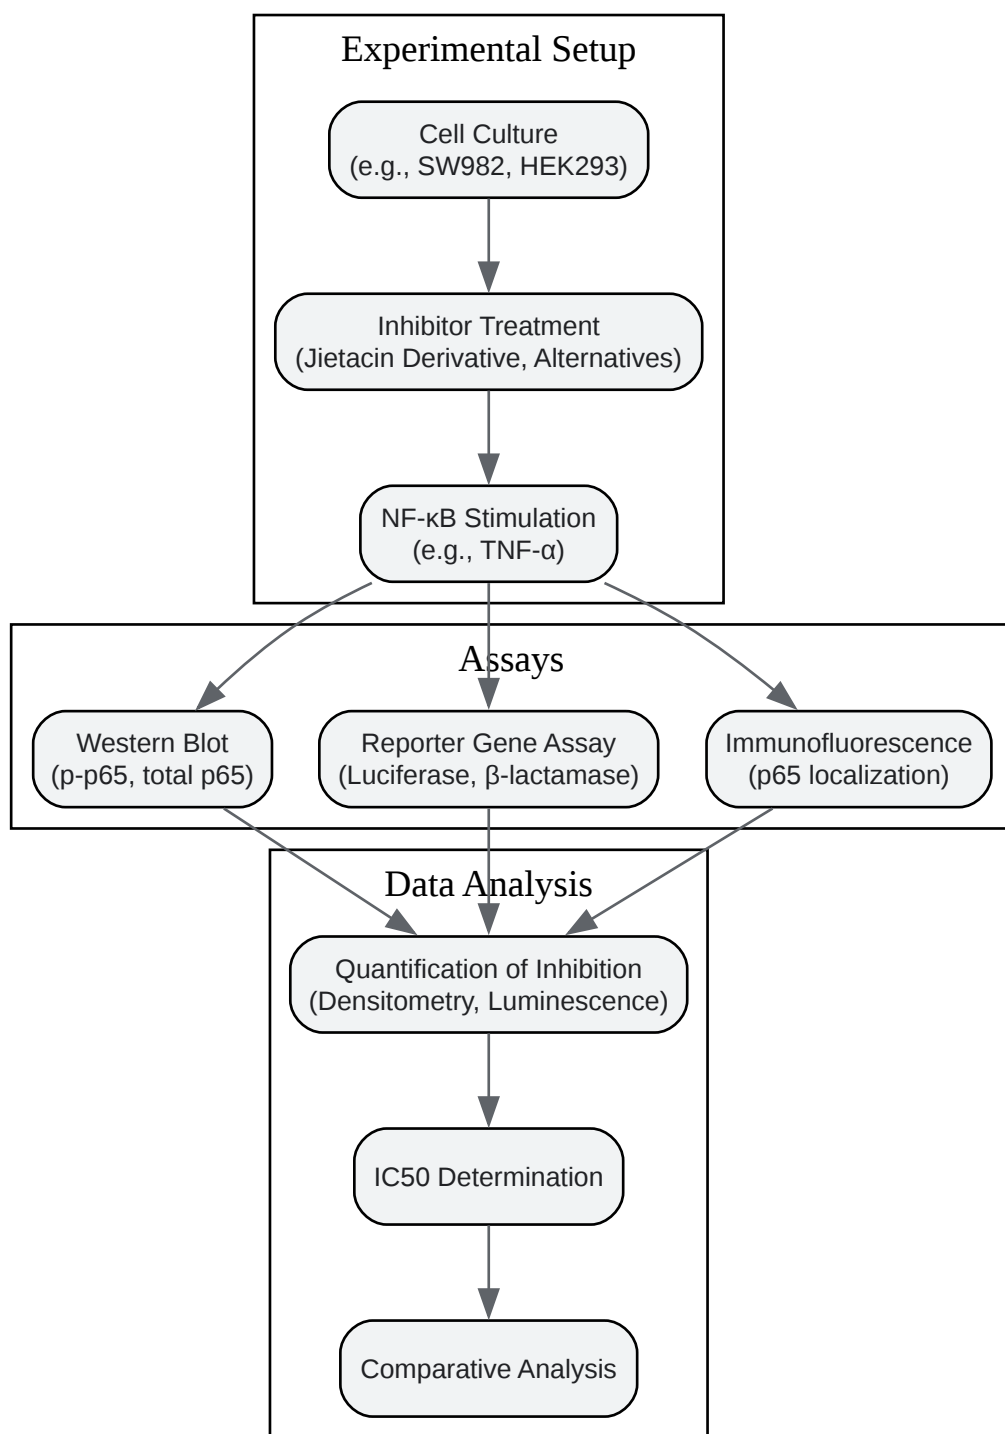 Experimental Setup
Cell Culture
(e.g., SW982, HEK293)
Inhibitor Treatment
(Jietacin Derivative, Alternatives)
NF-κB Stimulation
(e.g., TNF-α)
Assays
Western Blot
(p-p65, total p65)
Reporter Gene Assay
(Luciferase, β-lactamase)
Immunofluorescence
(p65 localization)
Data Analysis
Quantification of Inhibition
(Densitometry, Luminescence)
IC50 Determination
Comparative Analysis